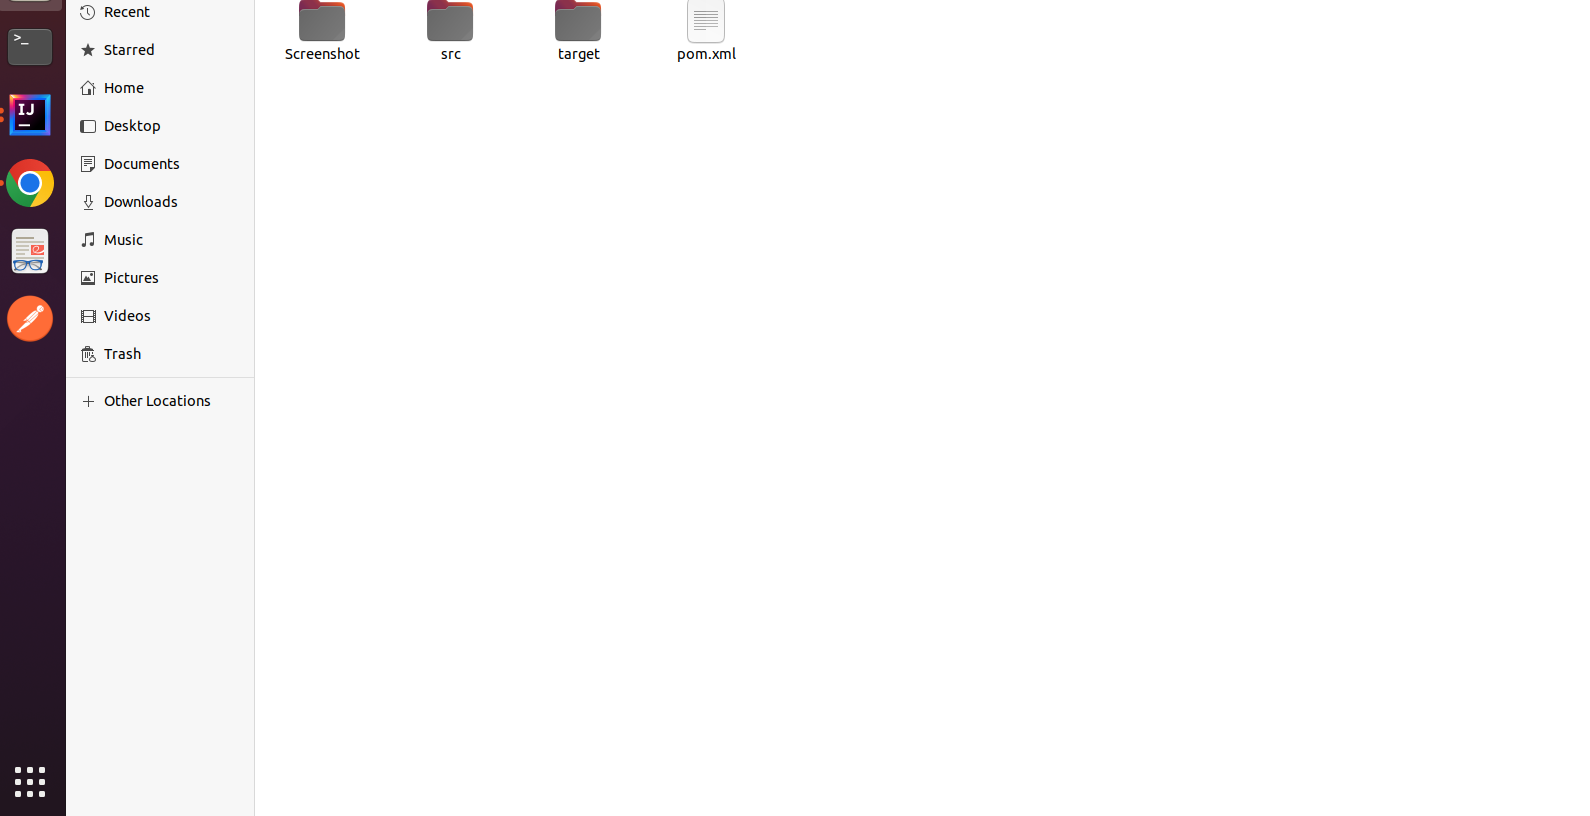 Recent
Starred
Home
Desktop
Documents
Downloads
Music
Pictures
Videos
Trash
Other Locations
Screenshot
src
target
pom.xml
>_
IJ